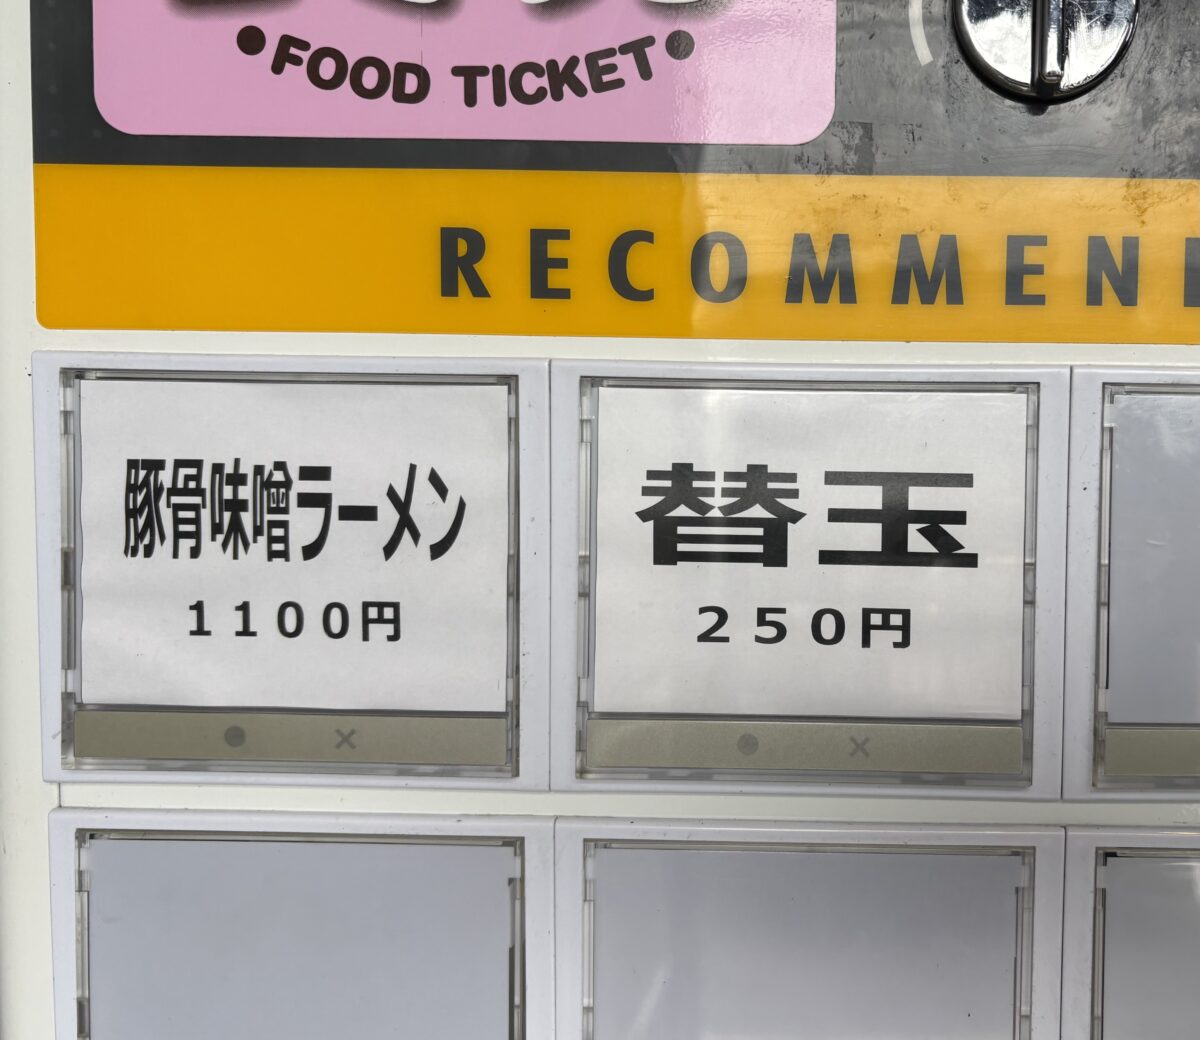 •FOOD TICKET•
RECOMMEN
豚骨味噌ラーメン
1100円
替玉
250円